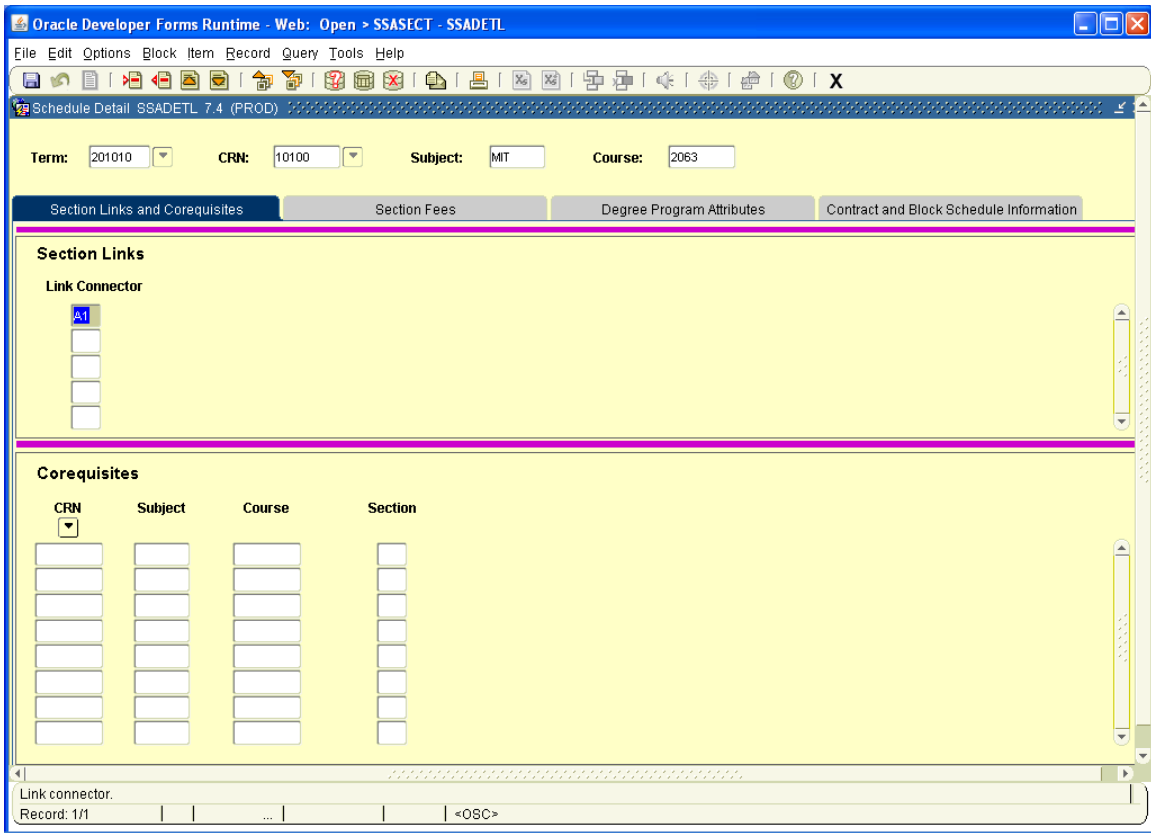 Oracle Developer Forms Runtime - Web: Open > SSASECT - SSADETL
File Edit Options Block Item Record Query Tools Help
X
Schedule Detail SSADETL 7.4 (PROD)
Term: 201010 CRN: 10100 Subject: MIT Course: 2063
Section Links and Corequisites Section Fees Degree Program Attributes Contract and Block Schedule Information
Section Links
Link Connector
A1
Corequisites
CRN Subject Course Section
Link connector.
Record: 1/1 ... <OSC>